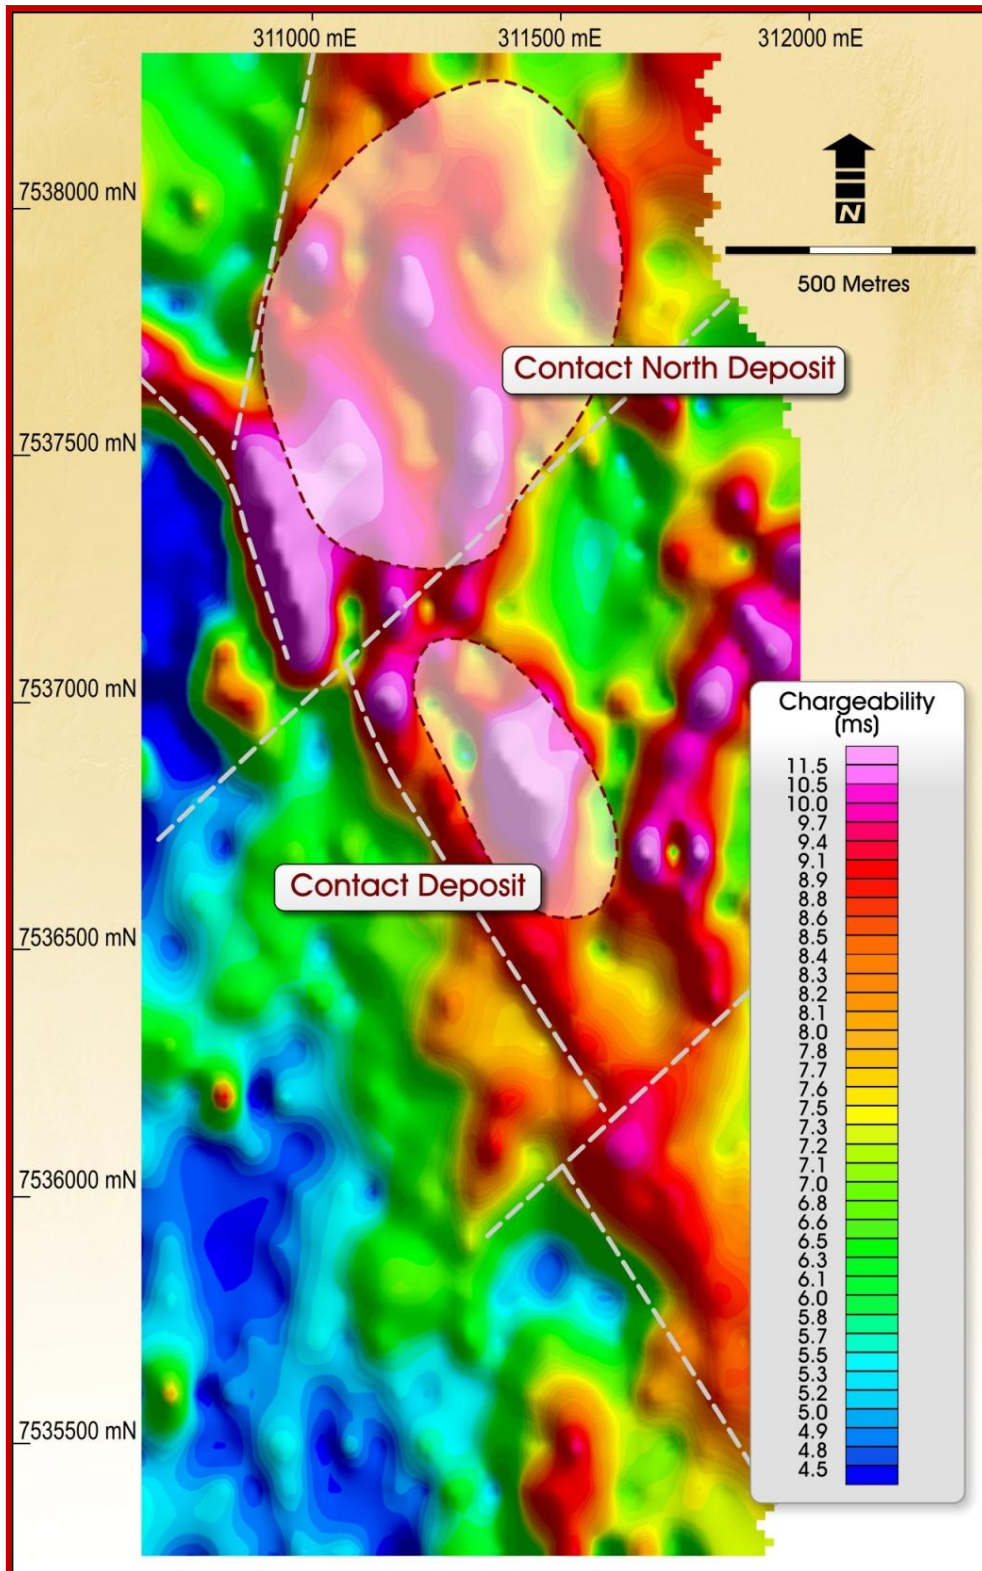 311000 mE
311500 mE
312000 mE
7538000 mN
N
500 Metres
Contact North Deposit
7537500 mN
7537000 mN
Chargeability
(ms)
11.5
10.5
10.0
9.7
9.4
9.1
8.9
8.8
8.6
8.5
8.4
8.3
8.2
8.1
8.0
7.8
7.7
7.6
7.5
7.3
7.2
7.1
7.0
6.8
6.6
6.5
6.3
6.1
6.0
5.8
5.7
5.5
5.3
5.2
5.0
4.9
4.8
4.5
Contact Deposit
7536500 mN
7536000 mN
7535500 mN